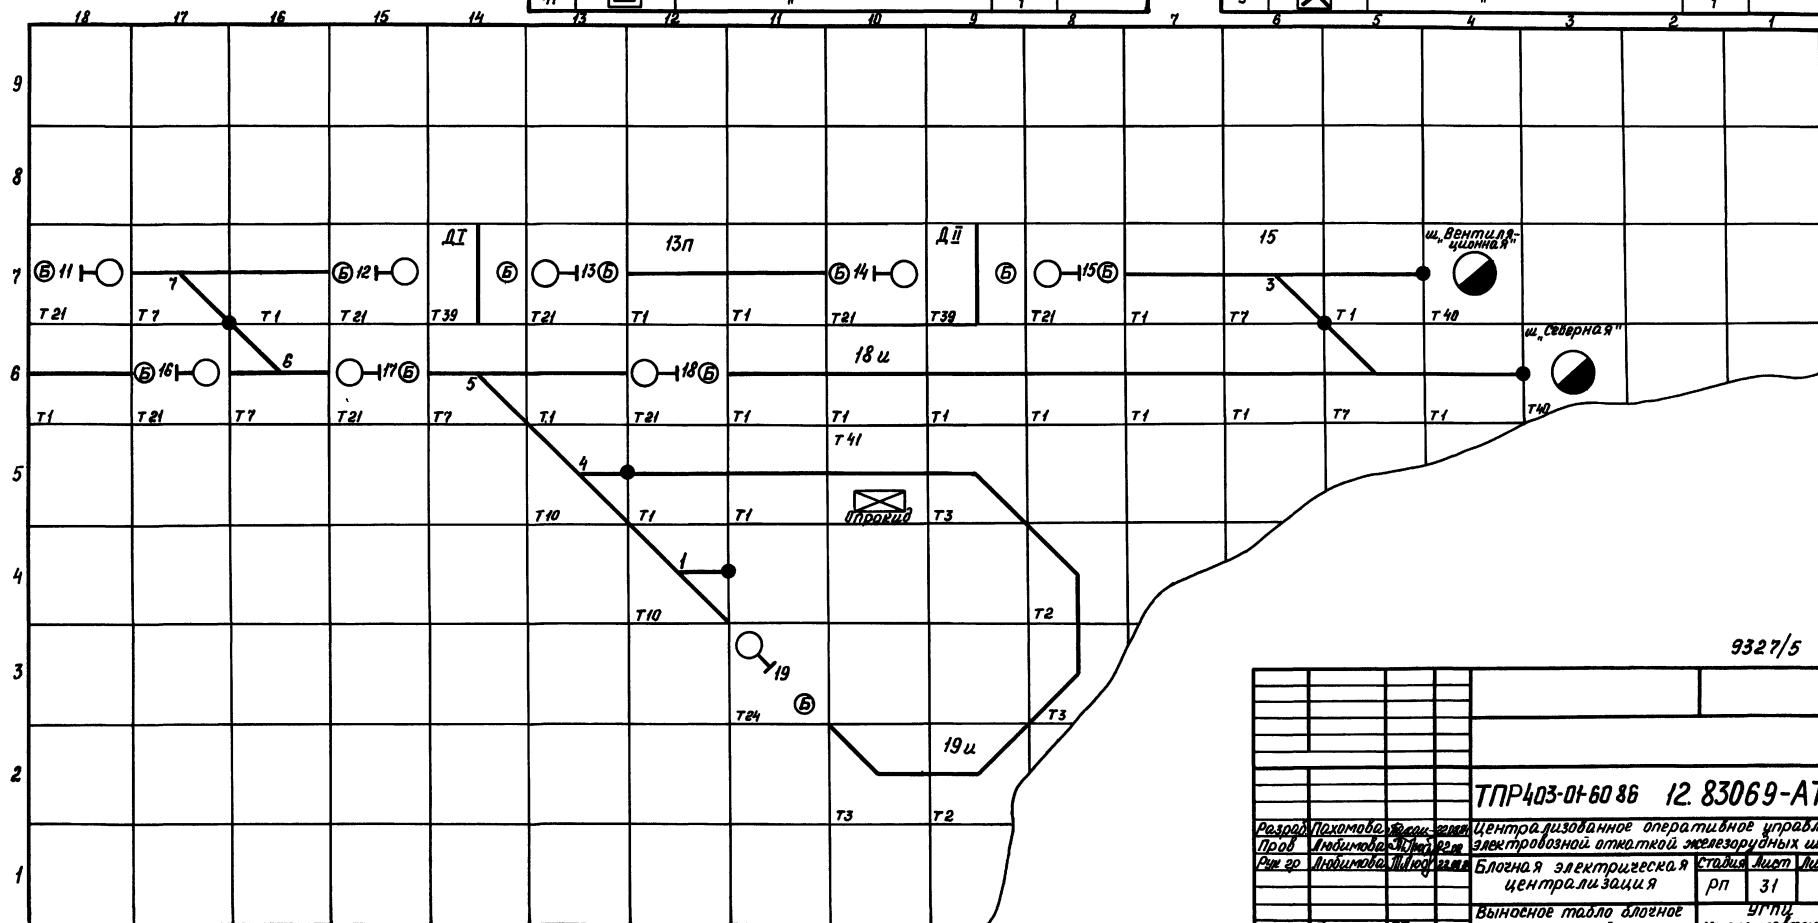 18 17 16 15 14 13 12 11 10 9 8 7 6 5 4 3 2 1
9
8
ДI 13п ДII 15 ш. „Вентиля-
ционная"
7 Б 11 Б 12 Б 13 Б Б 14 Б 15 Б
7 3
Т21 Т7 Т1 Т21 Т39 Т21 Т1 Т1 Т21 Т39 Т21 Т1 Т7 Т1 Т40
ш. „Северная"
18и
6 Б 16 6 17 Б 5 18 Б
Т1 Т21 Т7 Т21 Т7 Т1 Т21 Т1 Т1 Т1 Т1 Т1 Т1 Т7 Т1 Т40
Т41
5 4
Опрокид
Т10 Т1 Т1 Т3
4 1
Т10 Т2
9327/5
3 19
Б
Т24 Т3
19и
2
ТПР403-01-60 86 12. 83069-АТ
Т3 Т2
Разраб Пахомова Централизованное оперативное управл
Пров Любимова электровозной откаткой железорудных ш
Рук гр Любимова Блочная электрическая Стадия Лист
1 централизация РП 31
Выносное табло блочное УГПЦ